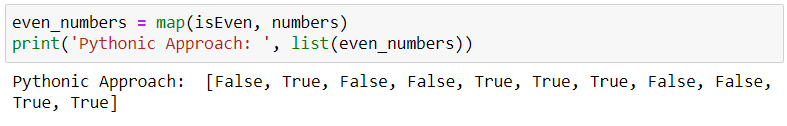 even_numbers = map(isEven, numbers)
print('Pythonic Approach: ', list(even_numbers))
Pythonic Approach:  [False, True, False, False, True, True, True, False, False,
True, True]